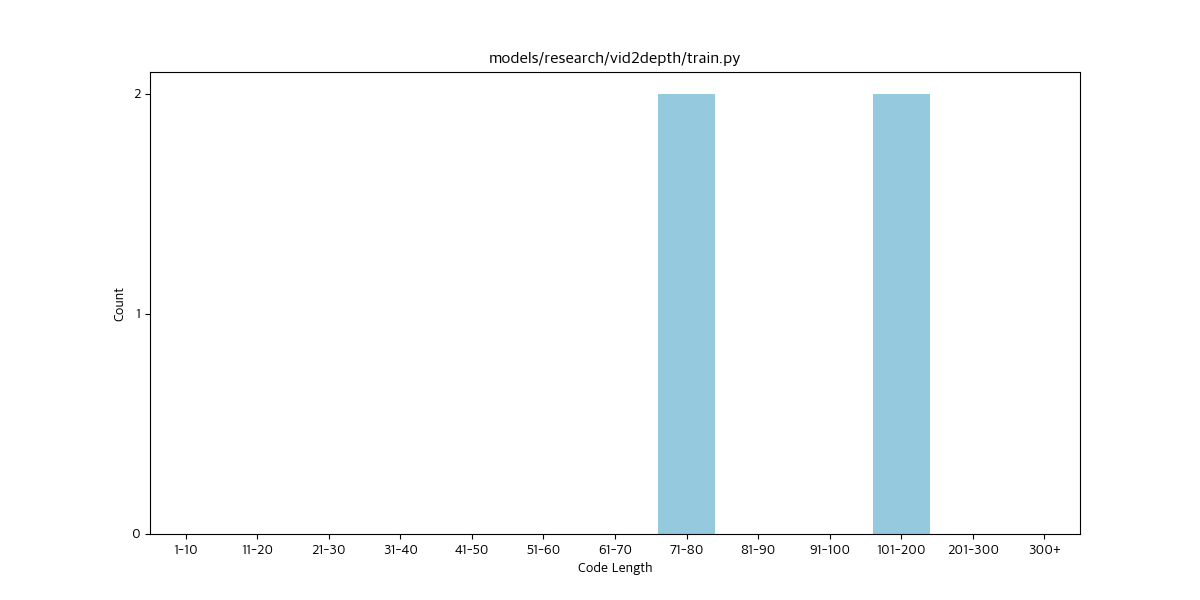 models/research/vid2depth/train.py
2
1
0
Count
1-10 11-20 21-30 31-40 41-50 51-60 61-70 71-80 81-90 91-100 101-200 201-300 300+
Code Length